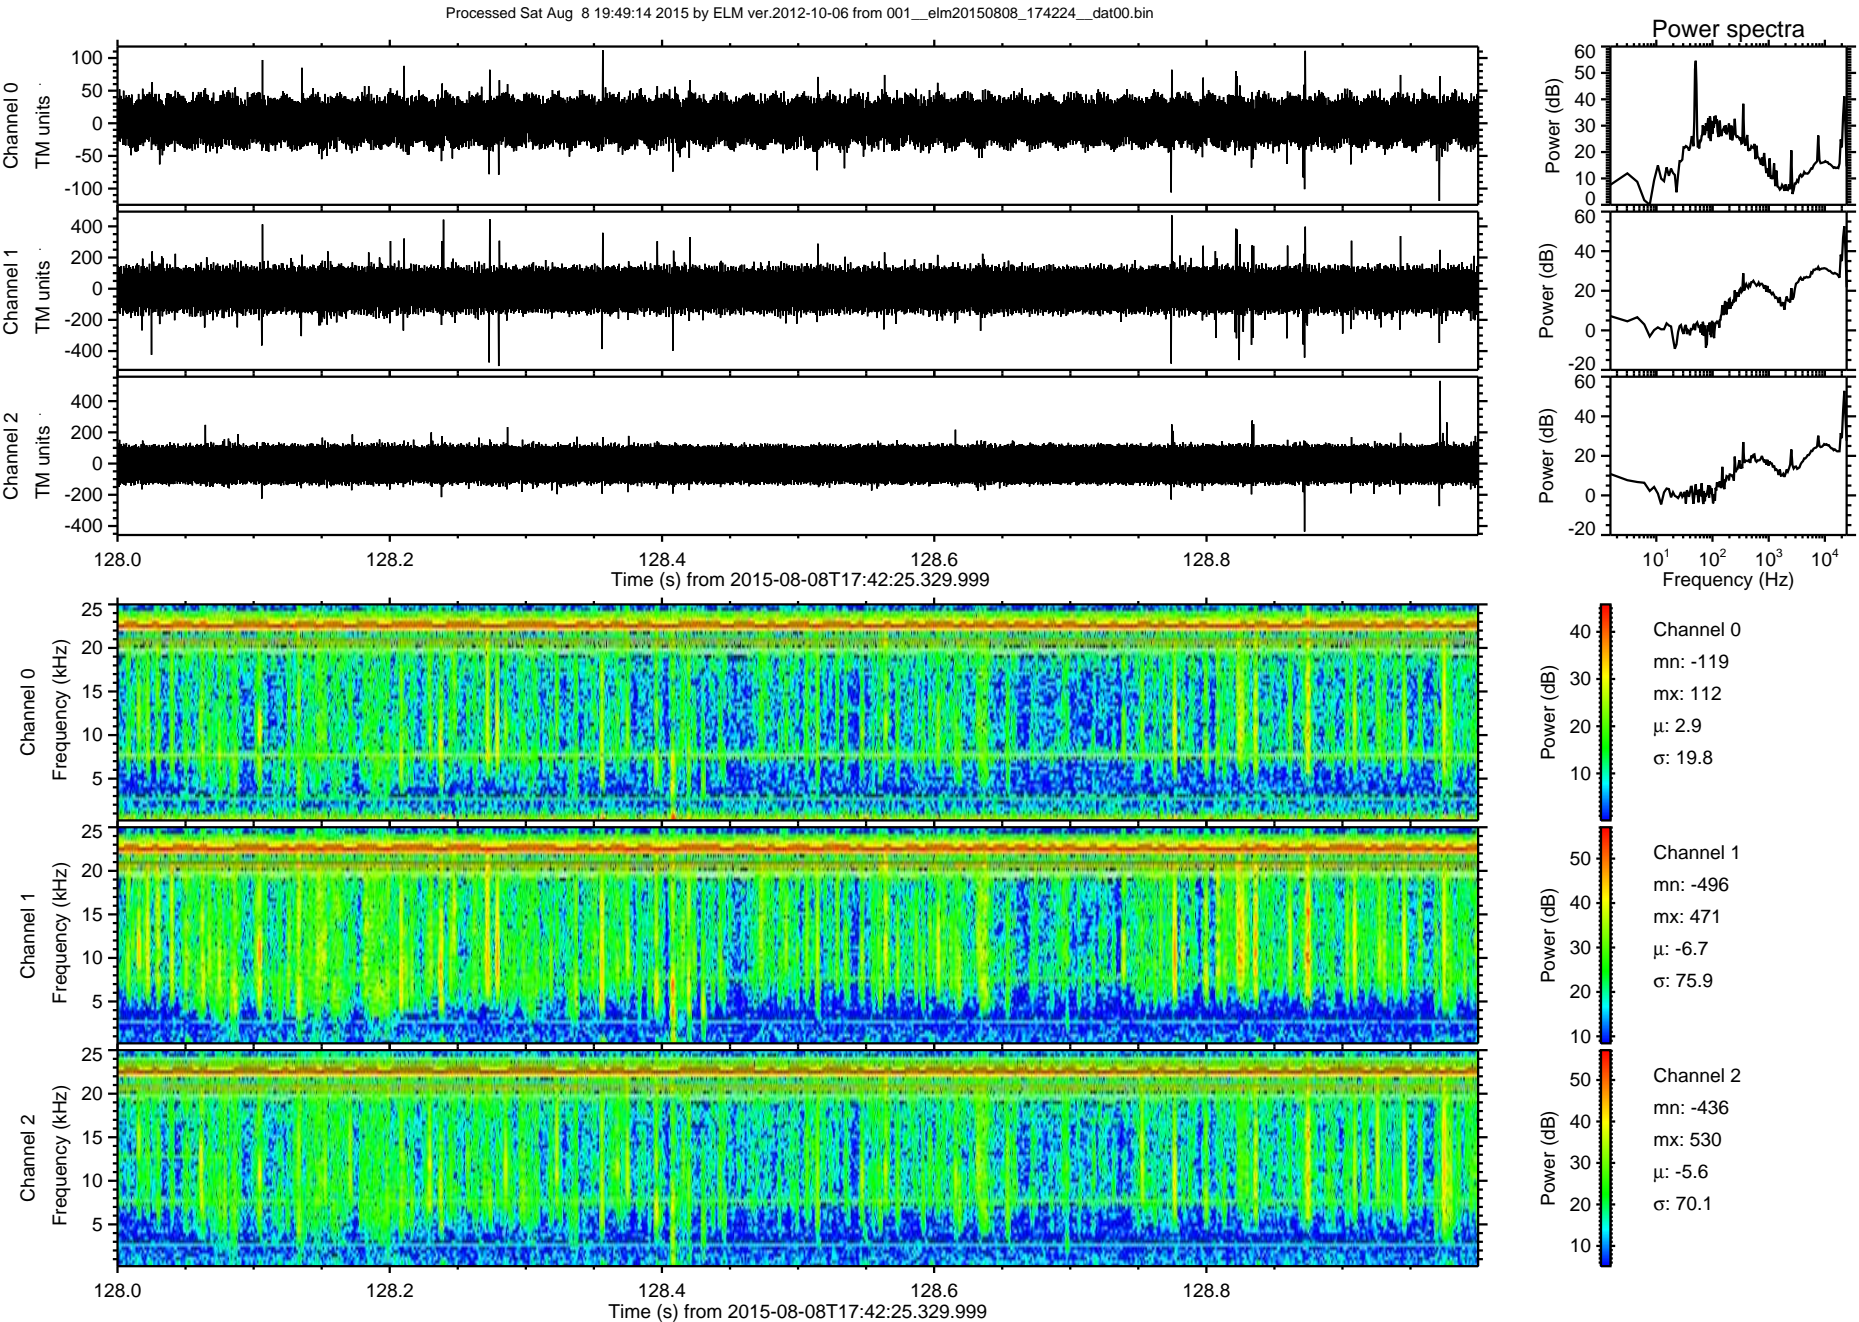 Processed Sat Aug 8 19:49:14 2015 by ELM ver.2012-10-06 from 001__elm20150808_174224__dat00.bin
Power spectra
Channel 0
TM units
100
50
0
-50
-100
Power (dB)
60
50
40
30
20
10
0
Channel 1
TM units
400
200
0
-200
-400
Power (dB)
60
40
20
0
-20
Channel 2
TM units
400
200
0
-200
-400
Power (dB)
60
40
20
0
-20
128.0 128.2 128.4 128.6 128.8
Time (s) from 2015-08-08T17:42:25.329.999
10¹ 10² 10³ 10⁴
Frequency (Hz)
Channel 0
Frequency (kHz)
25
20
15
10
5
Power (dB)
40
30
20
10
Channel 0
mn: -119
mx: 112
μ: 2.9
σ: 19.8
Channel 1
Frequency (kHz)
25
20
15
10
5
Power (dB)
50
40
30
20
10
Channel 1
mn: -496
mx: 471
μ: -6.7
σ: 75.9
Channel 2
Frequency (kHz)
25
20
15
10
5
Power (dB)
50
40
30
20
10
Channel 2
mn: -436
mx: 530
μ: -5.6
σ: 70.1
128.0 128.2 128.4 128.6 128.8
Time (s) from 2015-08-08T17:42:25.329.999